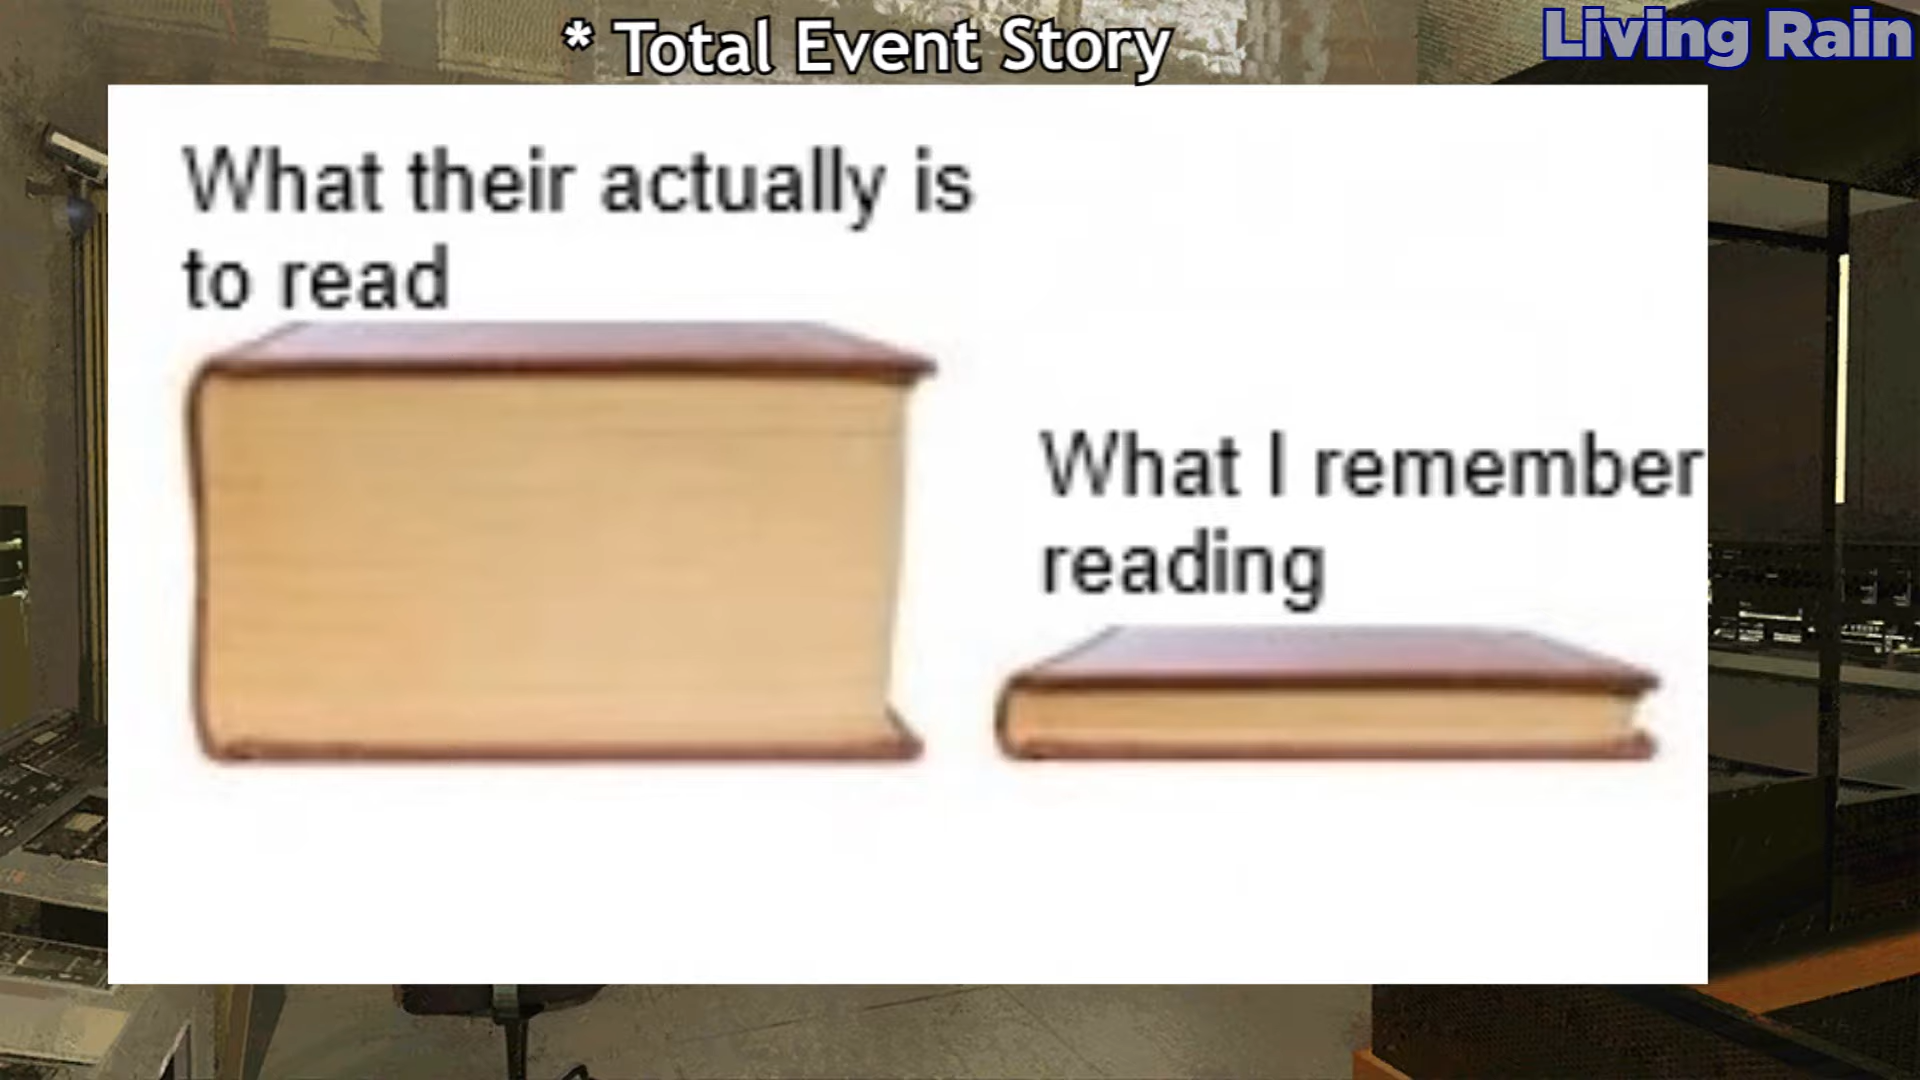 * Total Event Story
Living Rain
What their actually is
to read
What I remember
reading